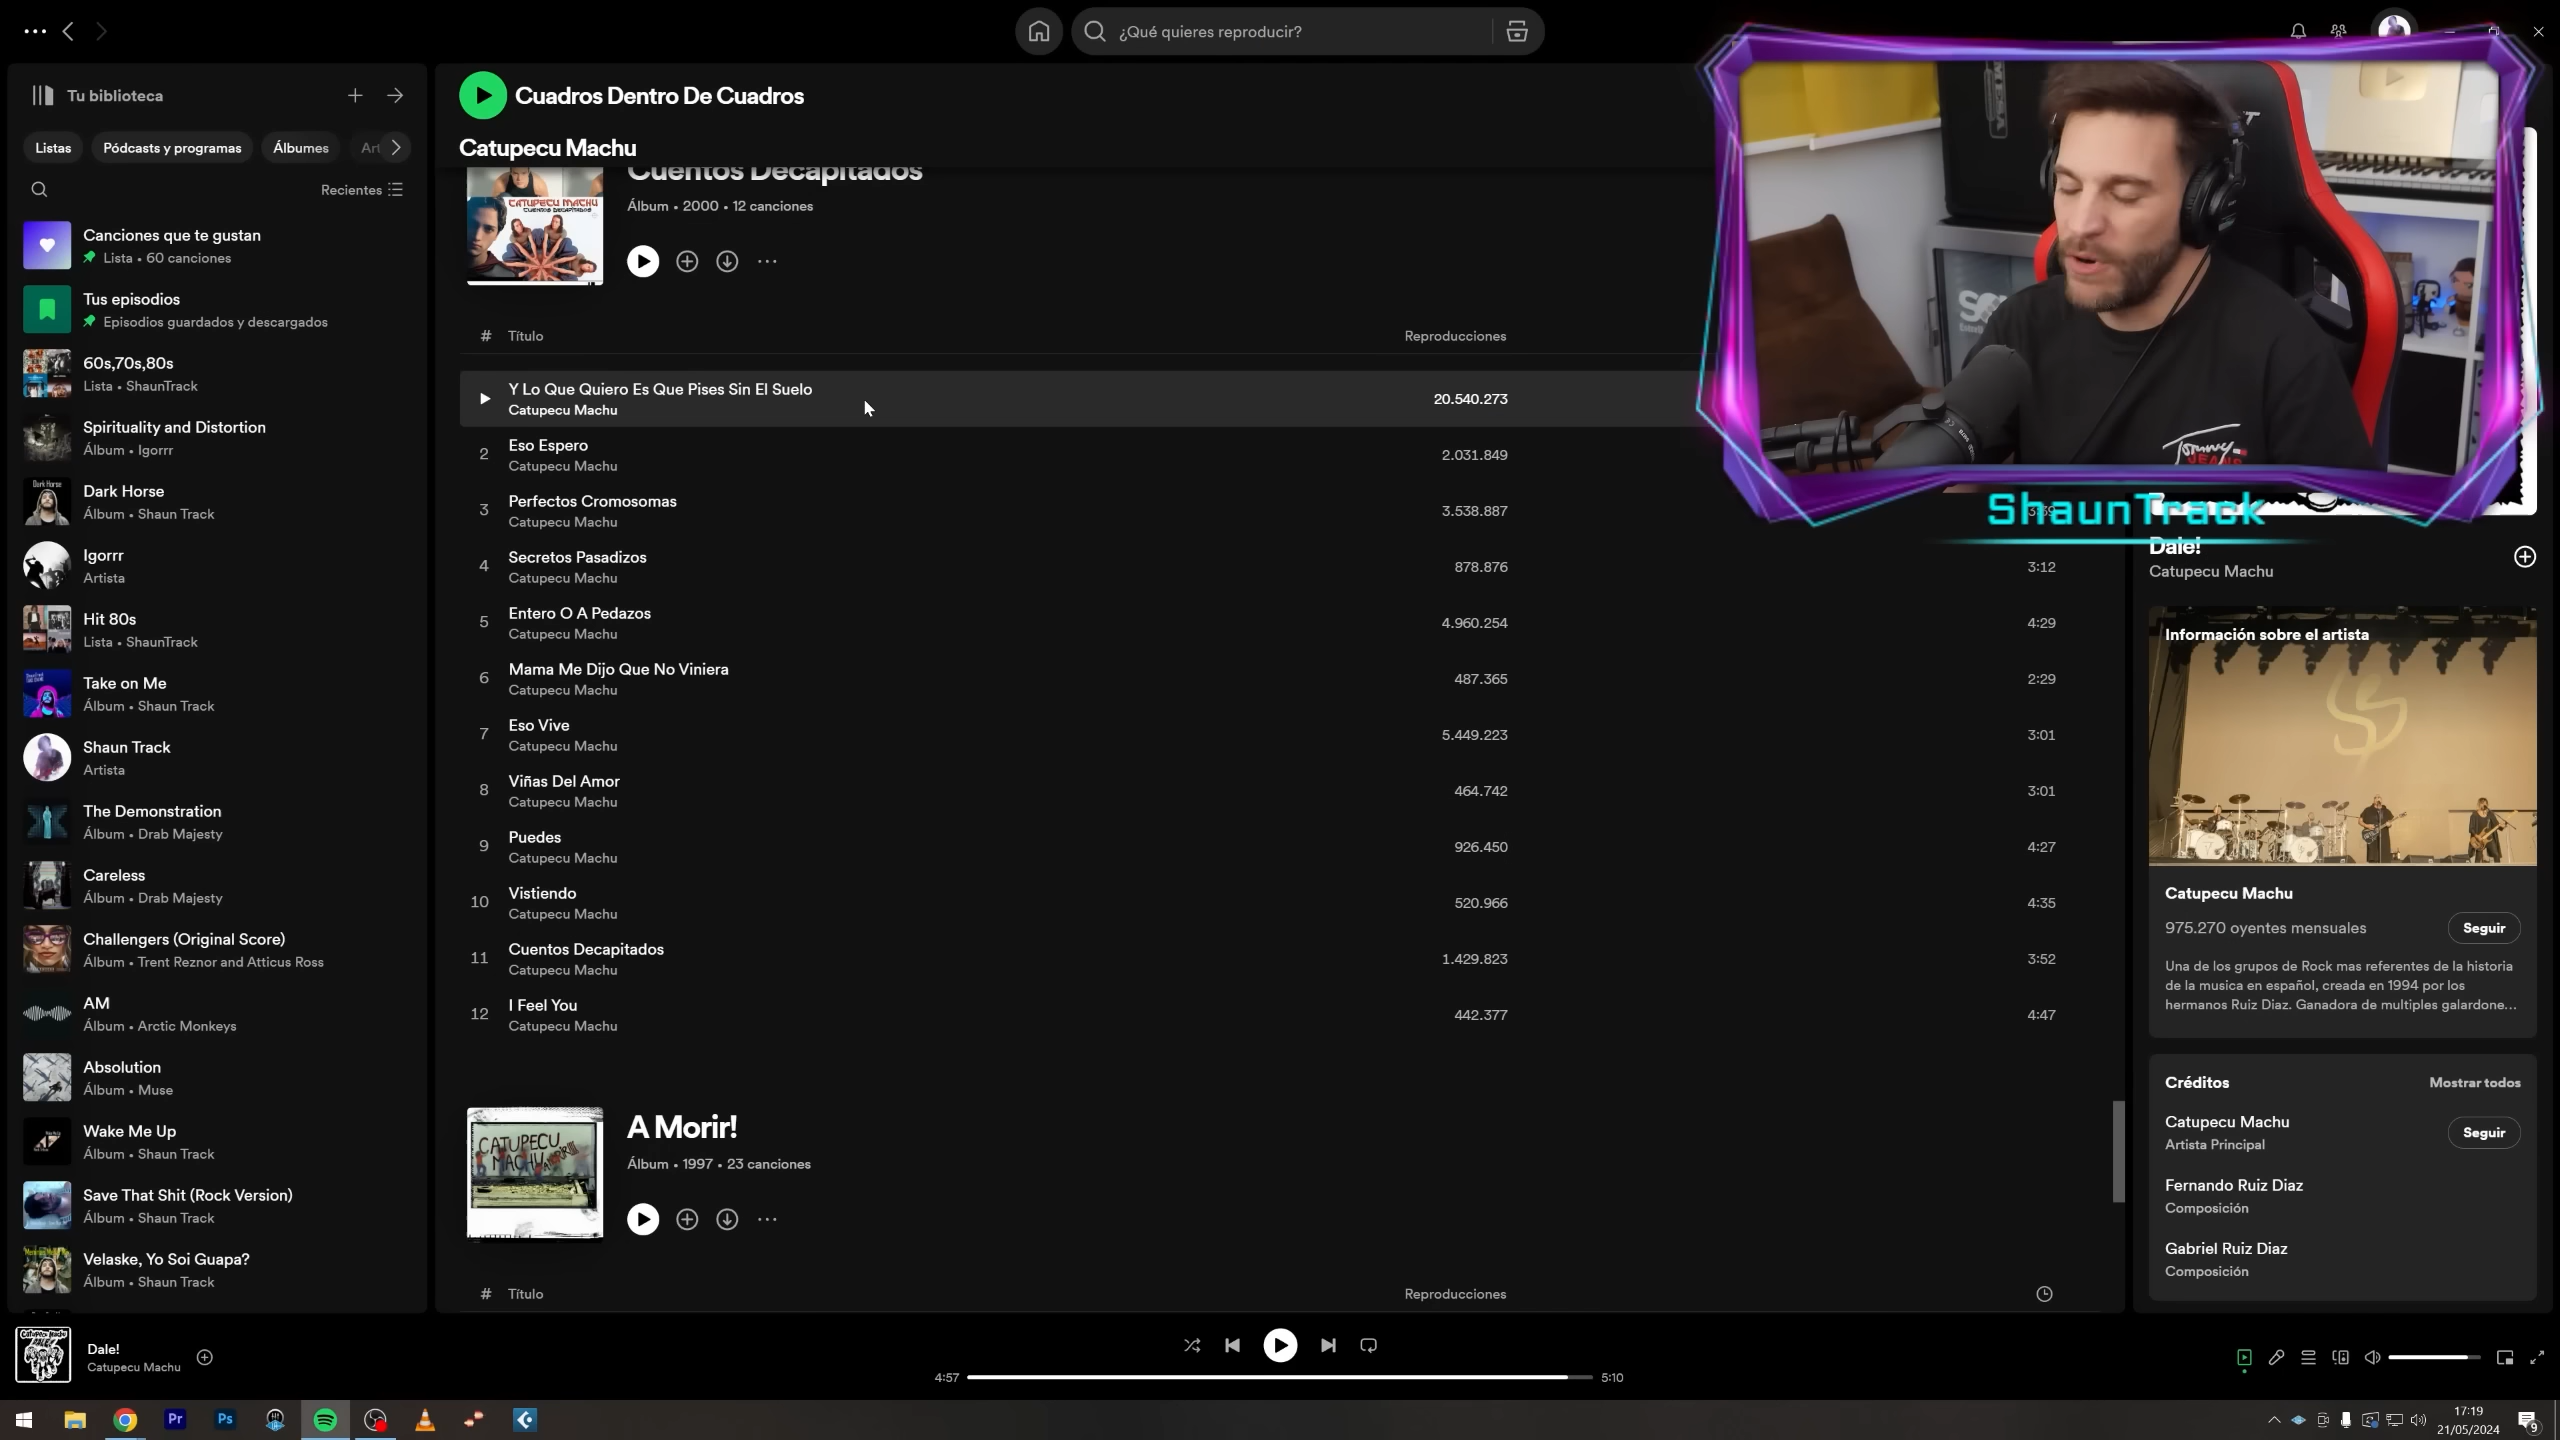 ¿Qué quieres reproducir?
Tu biblioteca
Listas
Pódcasts y programas
Álbumes
Recientes
Canciones que te gustan
Lista • 60 canciones
Tus episodios
Episodios guardados y descargados
60s,70s,80s
Lista • ShaunTrack
Spirituality and Distortion
Álbum • Igorrr
Dark Horse
Álbum • Shaun Track
Igorrr
Artista
Hit 80s
Lista • ShaunTrack
Take on Me
Álbum • Shaun Track
Shaun Track
Artista
The Demonstration
Álbum • Drab Majesty
Careless
Álbum • Drab Majesty
Challengers (Original Score)
Álbum • Trent Reznor and Atticus Ross
AM
Álbum • Arctic Monkeys
Absolution
Álbum • Muse
Wake Me Up
Álbum • Shaun Track
Save That Shit (Rock Version)
Álbum • Shaun Track
Velaske, Yo Soi Guapa?
Álbum • Shaun Track
Cuadros Dentro De Cuadros
Catupecu Machu
Cuentos Decapitados
CATUPECU MACHU
CUENTOS DECAPITADOS
Álbum • 2000 • 12 canciones
# Título Reproducciones
Y Lo Que Quiero Es Que Pises Sin El Suelo 20.540.273
Catupecu Machu
2 Eso Espero 2.031.849
Catupecu Machu
3 Perfectos Cromosomas 3.538.887
Catupecu Machu
4 Secretos Pasadizos 878.876 3:12
Catupecu Machu
5 Entero O A Pedazos 4.960.254 4:29
Catupecu Machu
6 Mama Me Dijo Que No Viniera 487.365 2:29
Catupecu Machu
7 Eso Vive 5.449.223 3:01
Catupecu Machu
8 Viñas Del Amor 464.742 3:01
Catupecu Machu
9 Puedes 926.450 4:27
Catupecu Machu
10 Vistiendo 520.966 4:35
Catupecu Machu
11 Cuentos Decapitados 1.429.823 3:52
Catupecu Machu
12 I Feel You 442.377 4:47
Catupecu Machu
CATUPECU
MACHU
A Morir!
Álbum • 1997 • 23 canciones
# Título Reproducciones
Tommy
JEANS
ShaunTrack
Dale!
Catupecu Machu
Información sobre el artista
Catupecu Machu
975.270 oyentes mensuales
Seguir
Una de los grupos de Rock mas referentes de la historia
de la musica en español, creada en 1994 por los
hermanos Ruiz Diaz. Ganadora de multiples galardone...
Créditos
Mostrar todos
Catupecu Machu
Artista Principal
Seguir
Fernando Ruiz Diaz
Composición
Gabriel Ruiz Diaz
Composición
Dale!
Catupecu Machu
4:57
5:10
Pr
Ps
17:19
21/05/2024
9